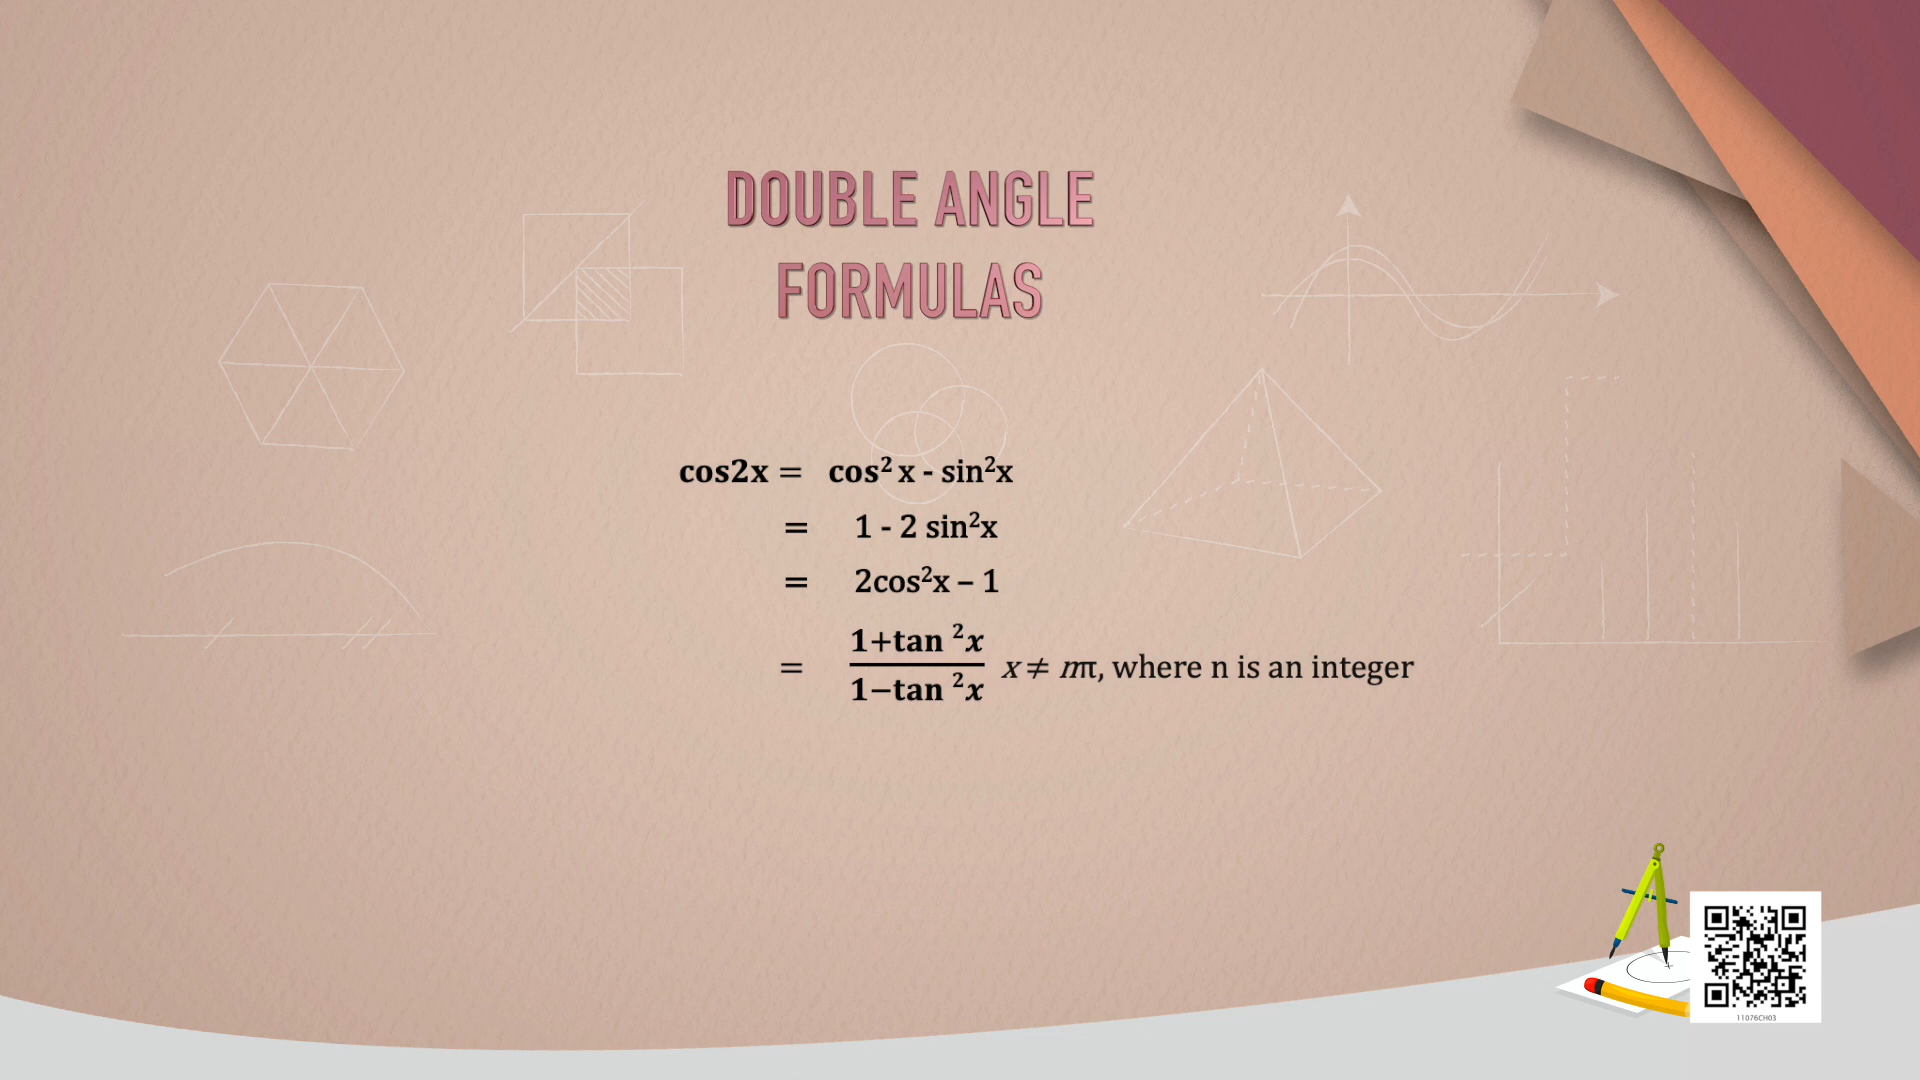 DOUBLE ANGLE
FORMULAS
cos2x = cos² x - sin²x
= 1 - 2 sin²x
= 2cos²x – 1
= 1+tan ²x / 1−tan ²x x ≠ mπ, where n is an integer
11076CH03